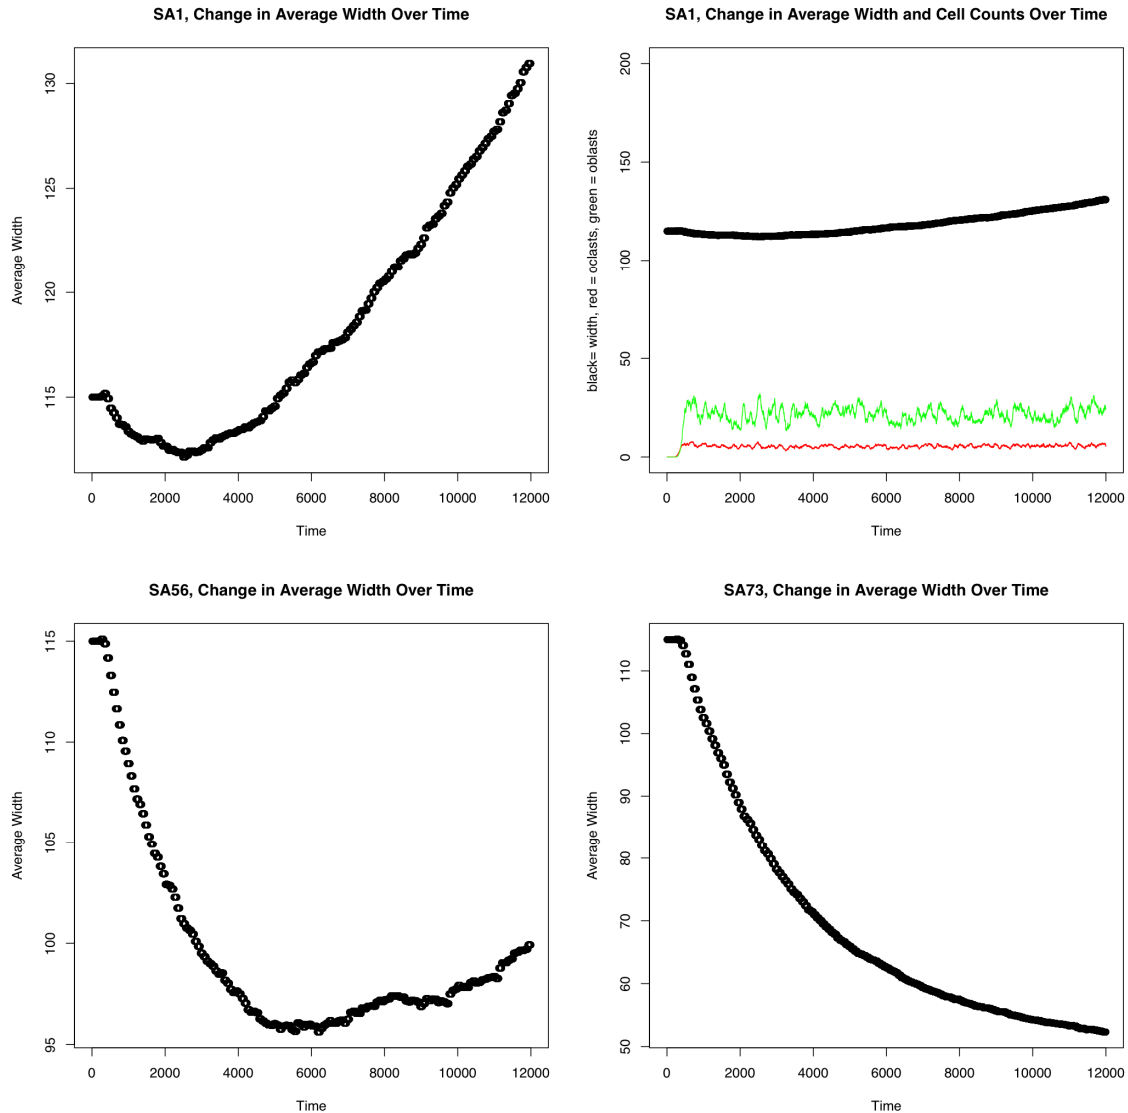 SA1, Change in Average Width Over Time
Average Width
130
125
120
115
0 2000 4000 6000 8000 10000 12000
Time
SA1, Change in Average Width and Cell Counts Over Time
black= width, red = oclasts, green = oblasts
200
150
100
50
0
0 2000 4000 6000 8000 10000 12000
Time
SA56, Change in Average Width Over Time
Average Width
115
110
105
100
95
0 2000 4000 6000 8000 10000 12000
Time
SA73, Change in Average Width Over Time
Average Width
110
100
90
80
70
60
50
0 2000 4000 6000 8000 10000 12000
Time